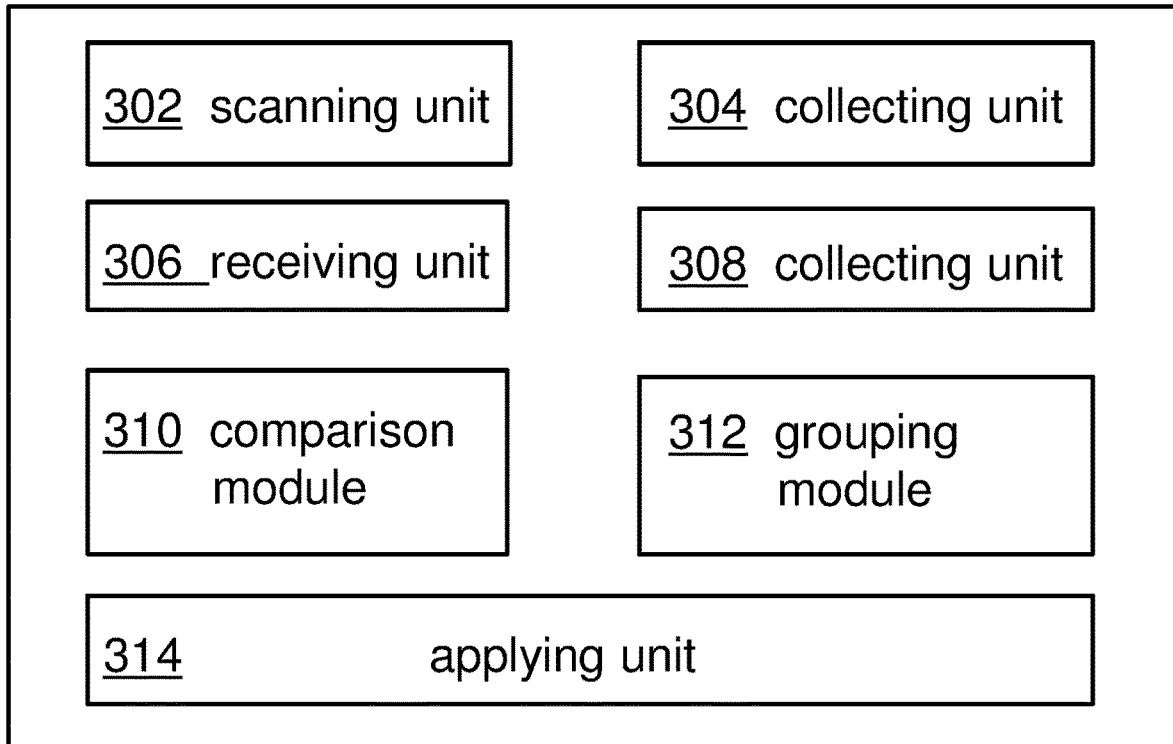 302 scanning unit
304 collecting unit
306 receiving unit
308 collecting unit
310 comparison
module
312 grouping
module
314 applying unit